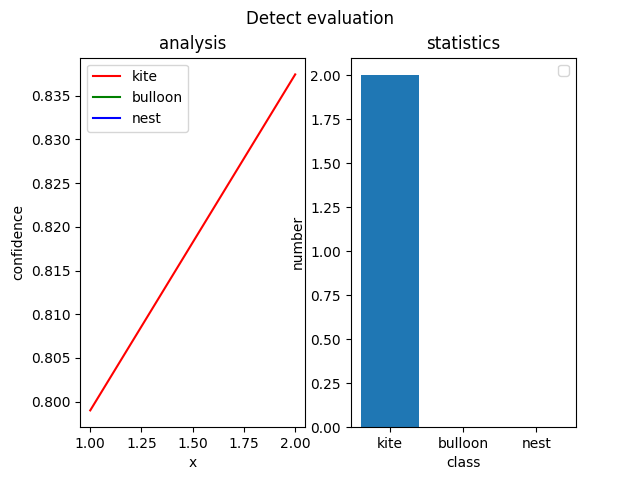 Detect evaluation
analysis
kite
bulloon
nest
0.835
0.830
0.825
0.820
0.815
0.810
0.805
0.800
confidence
1.00 1.25 1.50 1.75 2.00
x
statistics
2.00
1.75
1.50
1.25
1.00
0.75
0.50
0.25
0.00
number
kite bulloon nest
class